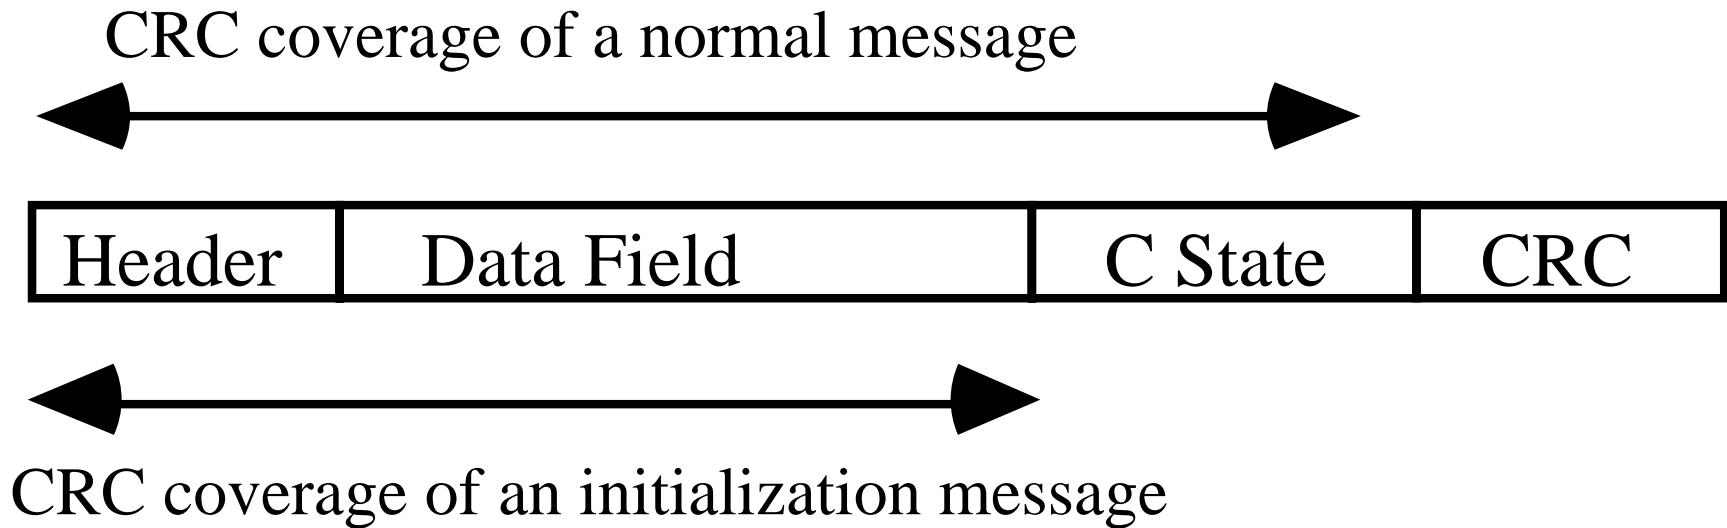 CRC coverage of a normal message
Header Data Field C State CRC
CRC coverage of an initialization message